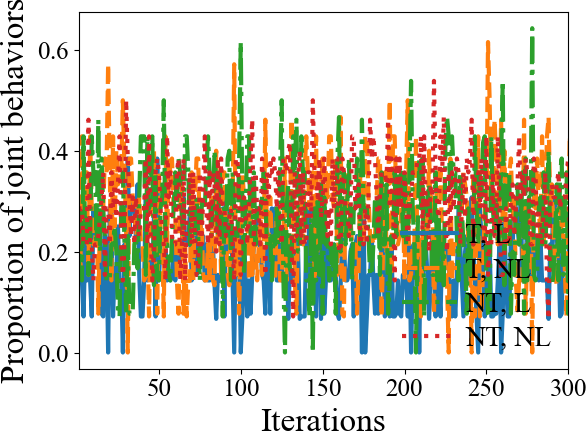 Proportion of joint behaviors
0.6
0.4
0.2
0.0
T, L
T, NL
NT, L
NT, NL
50
100
150
200
250
300
Iterations